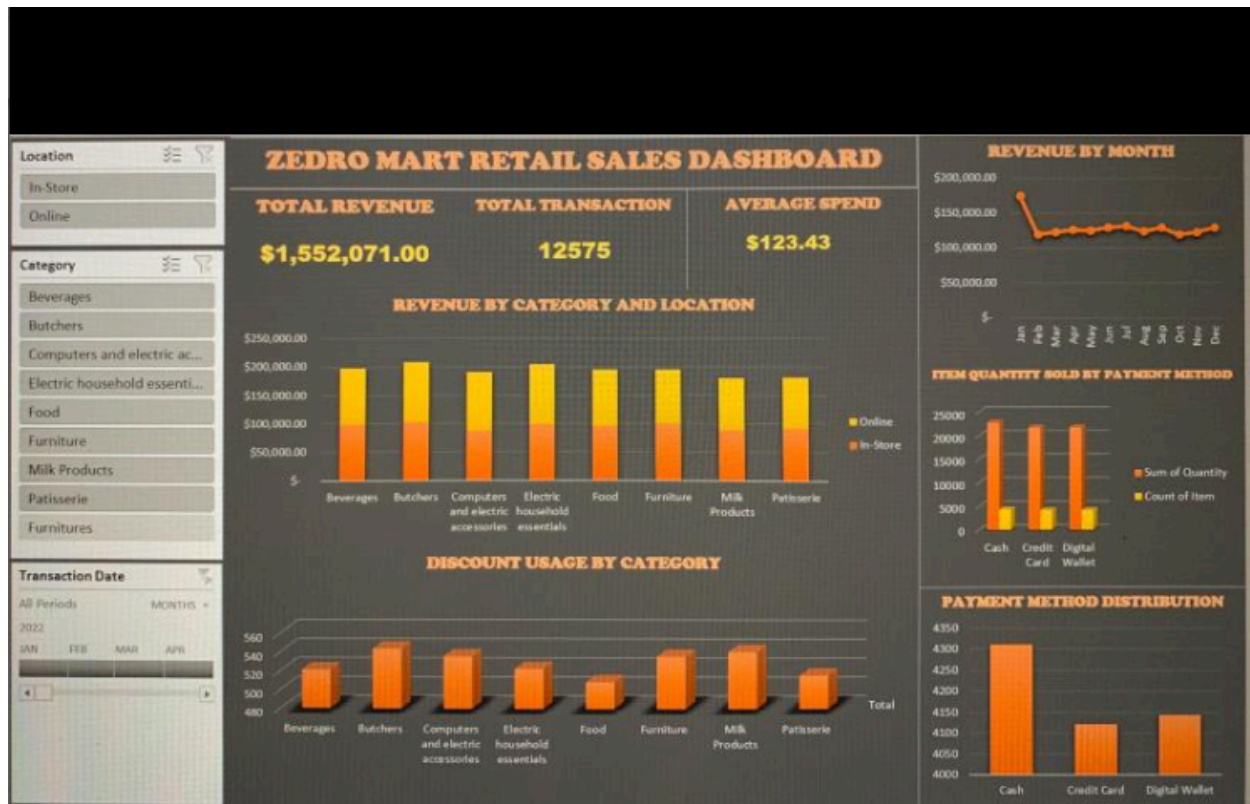 Location
In-Store
Online
Category
Beverages
Butchers
Computers and electric ac...
Electric household essenti...
Food
Furniture
Milk Products
Patisserie
Furnitures
Transaction Date
All Periods MONTHS
2022
JAN FEB MAR APR
ZEDRO MART RETAIL SALES DASHBOARD
TOTAL REVENUE TOTAL TRANSACTION AVERAGE SPEND
$1,552,071.00 12575 $123.43
REVENUE BY CATEGORY AND LOCATION
$250,000.00
$200,000.00
$150,000.00
$100,000.00
$50,000.00
$-
Online
In-Store
Beverages Butchers Computers Electric Food Furniture Milk Patisserie
and electric household Products
accessories essentials
DISCOUNT USAGE BY CATEGORY
560
540
520
500
480
Total
Beverages Butchers Computers Electric Food Furniture Milk Patisserie
and electric household Products
accessories essentials
REVENUE BY MONTH
$200,000.00
$150,000.00
$100,000.00
$50,000.00
$-
Jan Feb Mar Apr May Jun Jul Aug Sep Oct Nov Dec
ITEM QUANTITY SOLD BY PAYMENT METHOD
25000
20000
15000
10000
5000
0
Sum of Quantity
Count of Item
Cash Credit Digital
Card Wallet
PAYMENT METHOD DISTRIBUTION
4350
4300
4250
4200
4150
4100
4050
4000
Cash Credit Card Digital Wallet